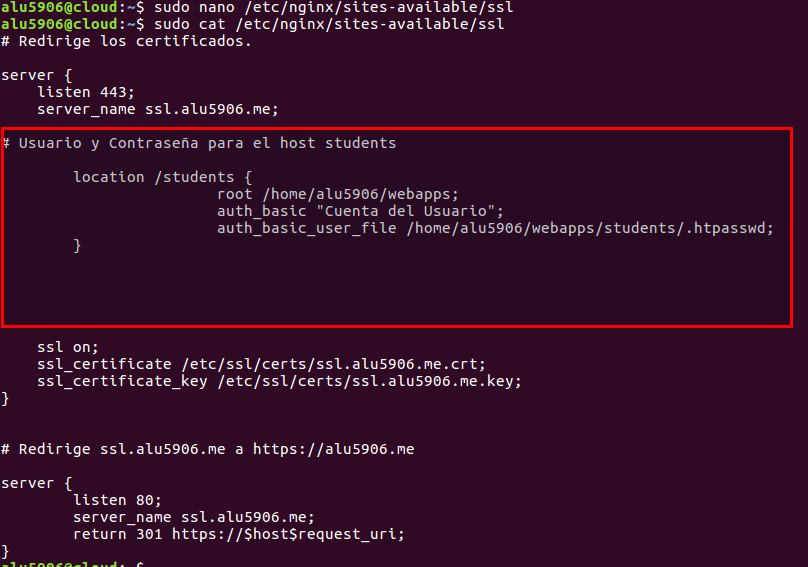 alu5906@cloud:~$ sudo nano /etc/nginx/sites-available/ssl
alu5906@cloud:~$ sudo cat /etc/nginx/sites-available/ssl
# Redirige los certificados.
server {
listen 443;
server_name ssl.alu5906.me;
# Usuario y Contraseña para el host students
location /students {
root /home/alu5906/webapps;
auth_basic "Cuenta del Usuario";
auth_basic_user_file /home/alu5906/webapps/students/.htpasswd;
}
ssl on;
ssl_certificate /etc/ssl/certs/ssl.alu5906.me.crt;
ssl_certificate_key /etc/ssl/certs/ssl.alu5906.me.key;
}
# Redirige ssl.alu5906.me a https://alu5906.me
server {
listen 80;
server_name ssl.alu5906.me;
return 301 https://$host$request_uri;
}
alu5906@cloud:~$